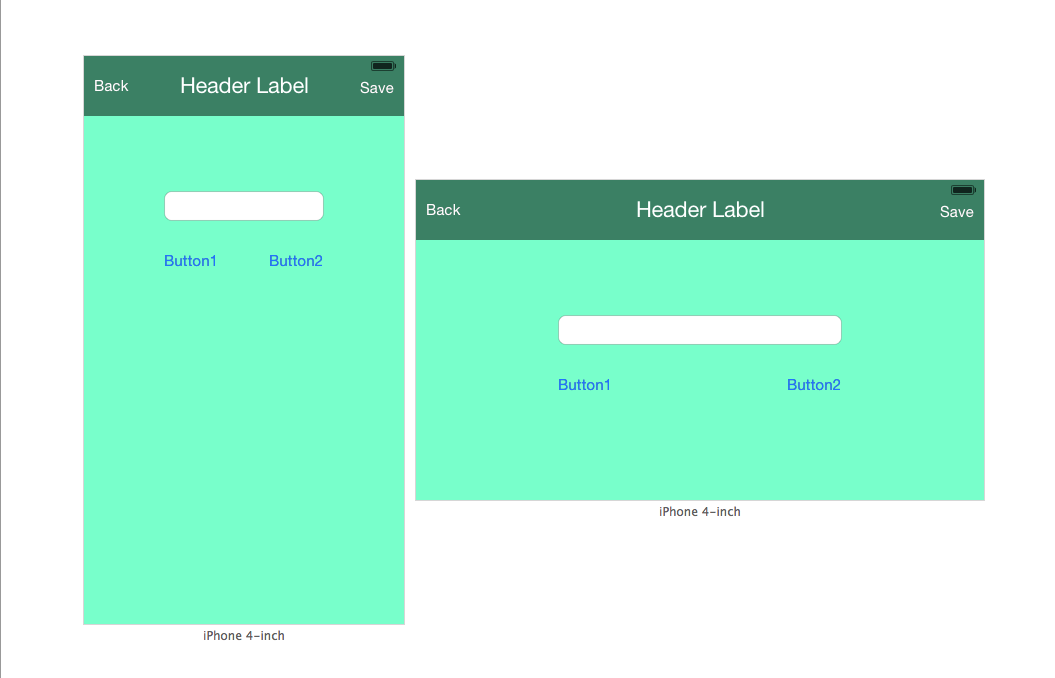 Back
Header Label
Save
Button1
Button2
iPhone 4-inch
Back
Header Label
Save
Button1
Button2
iPhone 4-inch